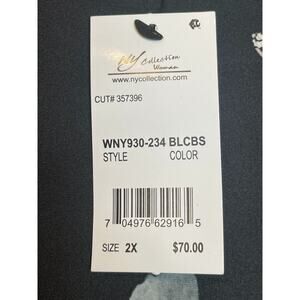 NY Collection
Woman
www.nycollection.com
CUT# 357396
WNY930-234 BLCBS
STYLE COLOR
7 04976 62916 5
SIZE 2X $70.00